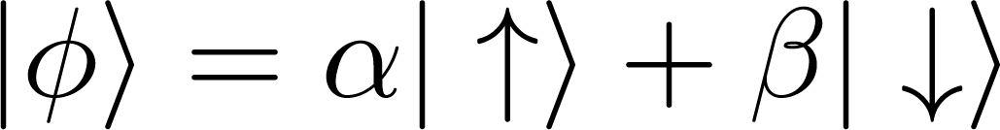 |ϕ⟩ = α| ↑⟩ + β| ↓⟩